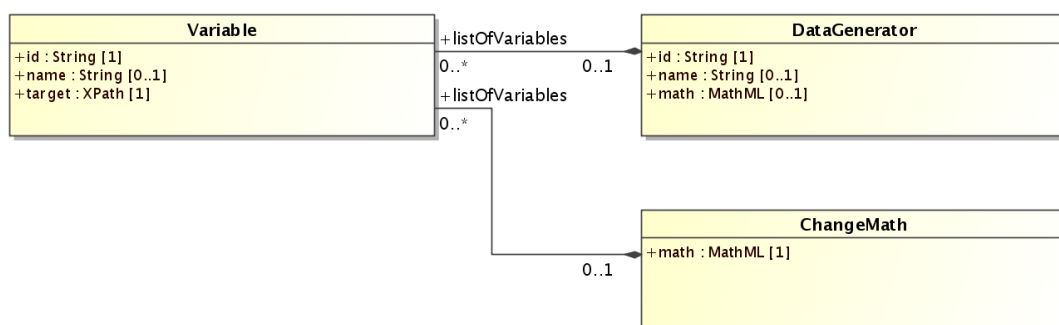 Variable
+id : String [1]
+name : String [0..1]
+target : XPath [1]
+listOfVariables
0..*
0..1
+listOfVariables
0..*
DataGenerator
+id : String [1]
+name : String [0..1]
+math : MathML [0..1]
ChangeMath
+math : MathML [1]
0..1